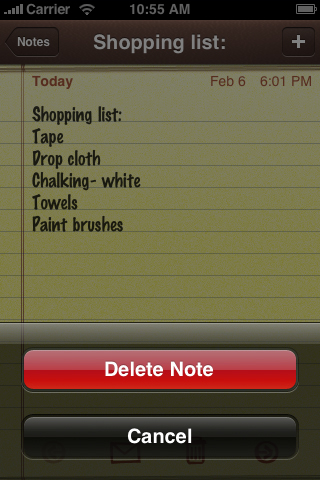 Carrier 10:55 AM
Notes Shopping list: +
Today Feb 6 6:01 PM
Shopping list:
Tape
Drop cloth
Chalking- white
Towels
Paint brushes
Delete Note
Cancel